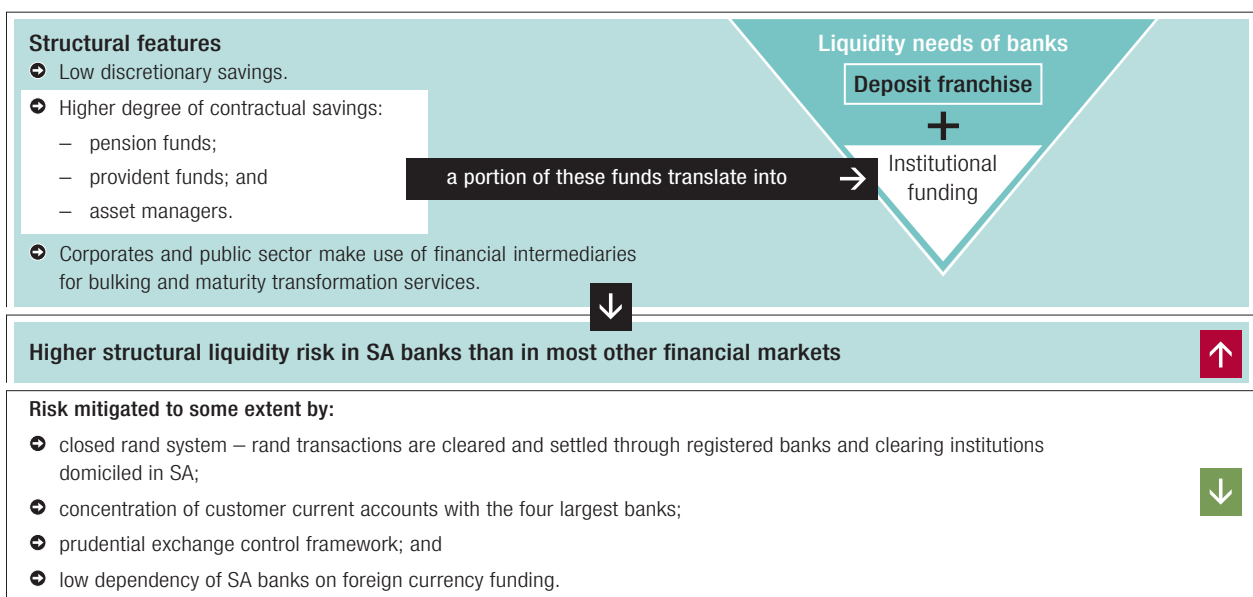 Structural features
Low discretionary savings.
Higher degree of contractual savings:
– pension funds;
– provident funds; and
– asset managers.
a portion of these funds translate into
Corporates and public sector make use of financial intermediaries
for bulking and maturity transformation services.
Liquidity needs of banks
Deposit franchise
+
Institutional
funding
Higher structural liquidity risk in SA banks than in most other financial markets
Risk mitigated to some extent by:
closed rand system – rand transactions are cleared and settled through registered banks and clearing institutions
domiciled in SA;
concentration of customer current accounts with the four largest banks;
prudential exchange control framework; and
low dependency of SA banks on foreign currency funding.